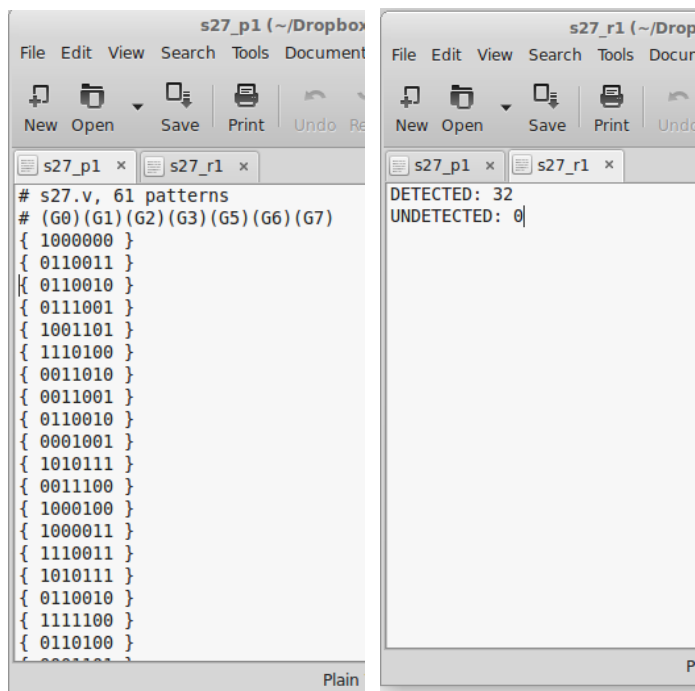 s27_p1 (~/Dropbox
File Edit View Search Tools Document
New Open Save Print Undo Re
s27_p1 × s27_r1 ×
# s27.v, 61 patterns
# (G0)(G1)(G2)(G3)(G5)(G6)(G7)
{ 1000000 }
{ 0110011 }
{ 0110010 }
{ 0111001 }
{ 1001101 }
{ 1110100 }
{ 0011010 }
{ 0011001 }
{ 0110010 }
{ 0001001 }
{ 1010111 }
{ 0011100 }
{ 1000100 }
{ 1000011 }
{ 1110011 }
{ 1010111 }
{ 0110010 }
{ 1111100 }
{ 0110100 }
Plain
s27_r1 (~/Drop
File Edit View Search Tools Docum
New Open Save Print Undo
s27_p1 × s27_r1 ×
DETECTED: 32
UNDETECTED: 0
P